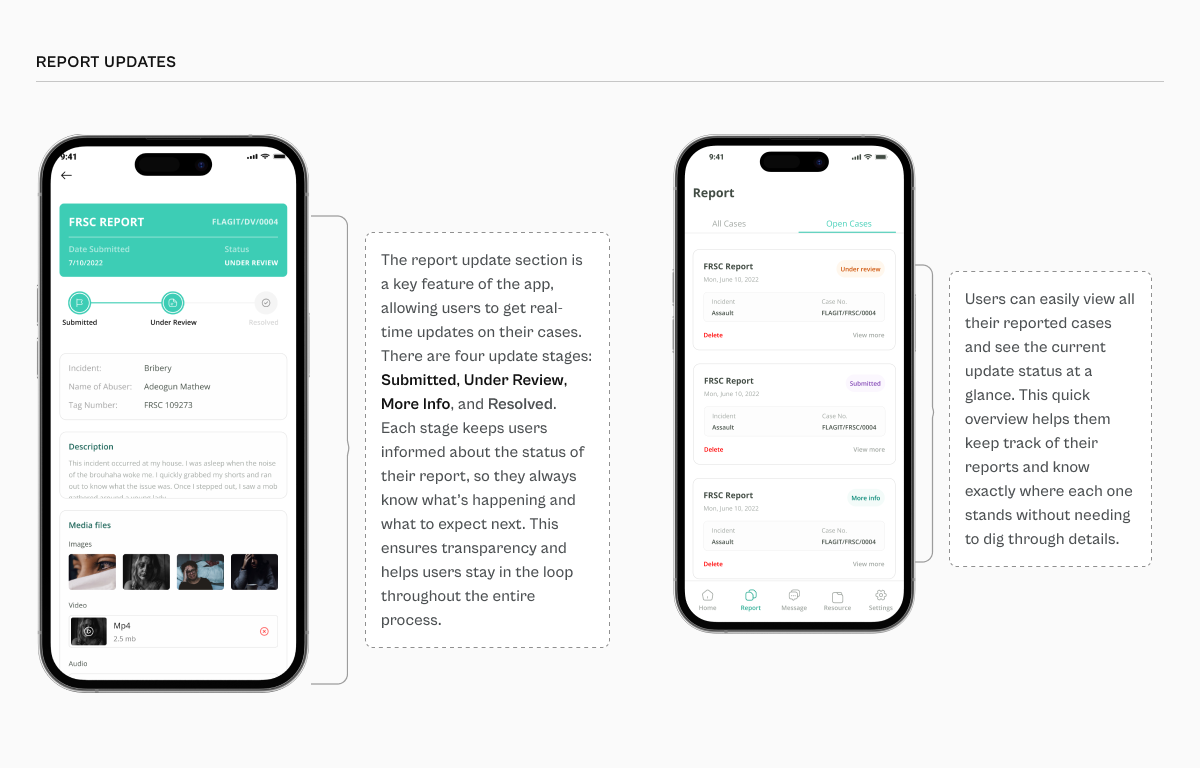 REPORT UPDATES
9:41
FRSC REPORT
FLAGIT/DV/0004
Date Submitted
Status
7/10/2022
UNDER REVIEW
Submitted
Under Review
Resolved
Incident:
Bribery
Name of Abuser:
Adeogun Mathew
Tag Number:
FRSC 109273
Description
This incident occurred at my house. I was asleep when the noise
of the brouhaha woke me. I quickly grabbed my shorts and ran
out to know what the issue was. Once I stepped out, I saw a mob
gathered around a young lady
Media files
Images
Video
Mp4
2.5 mb
Audio
The report update section is
a key feature of the app,
allowing users to get real-
time updates on their cases.
There are four update stages:
Submitted, Under Review,
More Info, and Resolved.
Each stage keeps users
informed about the status of
their report, so they always
know what's happening and
what to expect next. This
ensures transparency and
helps users stay in the loop
throughout the entire
process.
9:41
Report
All Cases
Open Cases
FRSC Report
Under review
Mon, June 10, 2022
Incident
Case No.
Assault
FLAGIT/FRSC/0004
Delete
View more
FRSC Report
Submitted
Mon, June 10, 2022
Incident
Case No.
Assault
FLAGIT/FRSC/0004
Delete
View more
FRSC Report
More info
Mon, June 10, 2022
Incident
Case No.
Assault
FLAGIT/FRSC/0004
Delete
View more
Home
Report
Message
Resource
Settings
Users can easily view all
their reported cases
and see the current
update status at a
glance. This quick
overview helps them
keep track of their
reports and know
exactly where each one
stands without needing
to dig through details.